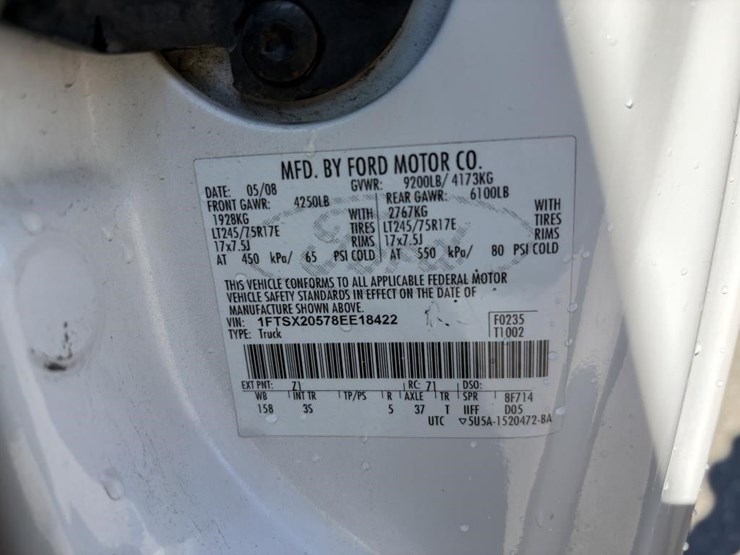 MFD. BY FORD MOTOR CO.
DATE: 05/08 GVWR: 9200LB/ 4173KG
FRONT GAWR: 4250LB REAR GAWR: 6100LB
1928KG WITH 2767KG WITH
LT245/75R17E TIRES LT245/75R17E TIRES
17x7.5J RIMS 17x7.5J RIMS
AT 450 kPa/ 65 PSI COLD AT 550 kPa/ 80 PSI COLD
THIS VEHICLE CONFORMS TO ALL APPLICABLE FEDERAL MOTOR
VEHICLE SAFETY STANDARDS IN EFFECT ON THE DATE OF
MANUFACTURE SHOWN ABOVE.
VIN: 1FTSX20578EE18422 F0235
TYPE: Truck T1002
EXT PNT: Z1 RC: 71 DSO:
WB INT TR TP/PS R AXLE TR SPR 8F714
158 3S 5 37 T IIFF D05
UTC ▽5U5A-1520472-BA
Ford